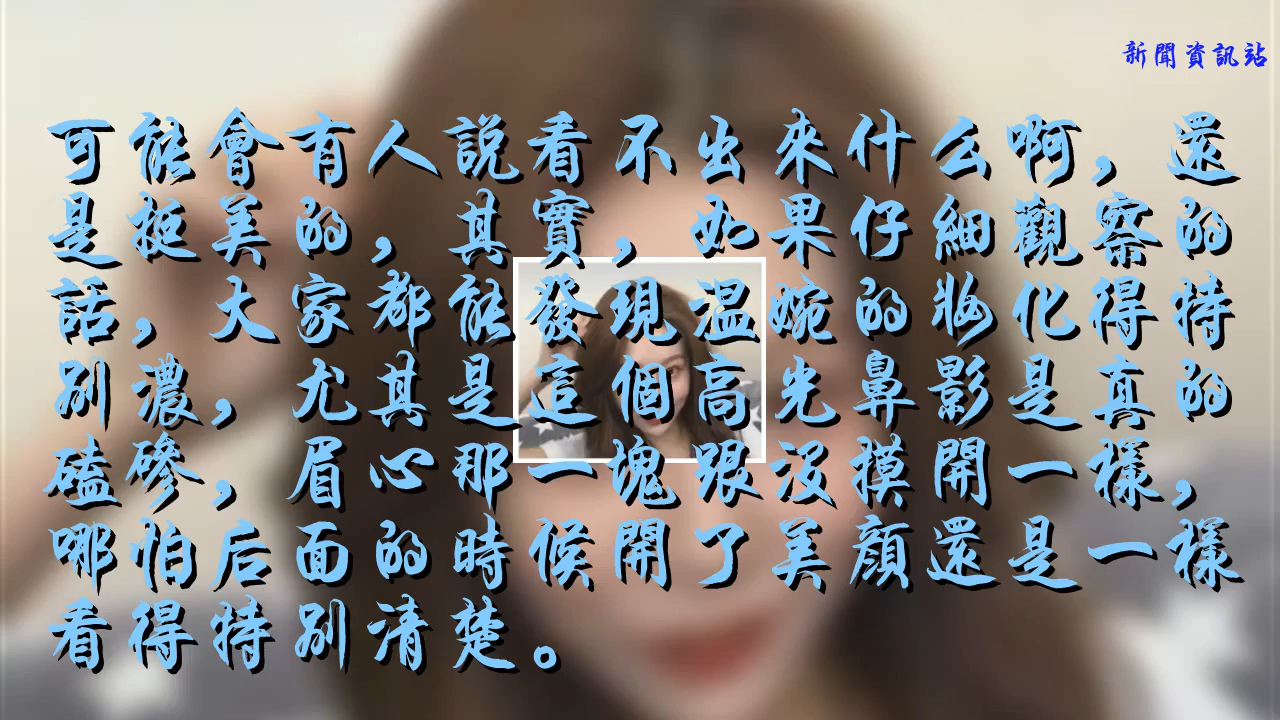 新聞資訊站
可能會有人說看不出來什么啊，還
是挺美的，其實，如果仔細觀察的
話，大家都能發現温婉的妝化得特
別濃，尤其是這個高光鼻影是真的
磕磣，眉心那一塊跟沒摸開一樣，
哪怕后面的時候開了美顏還是一樣
看得特別清楚。